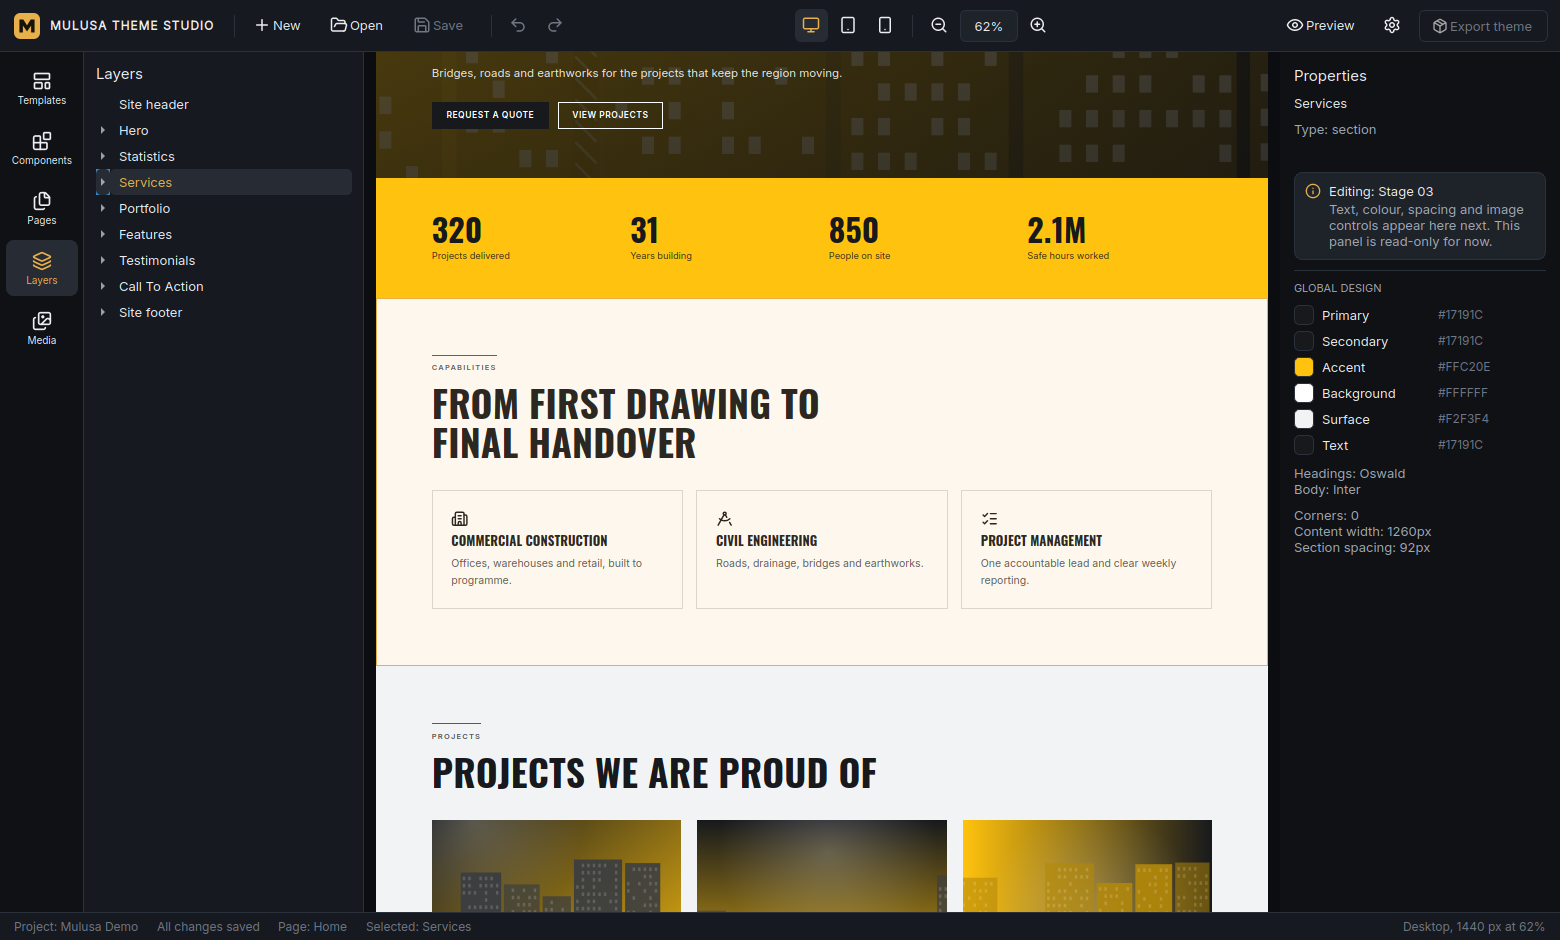 MULUSA THEME STUDIO
New
Open
Save
62%
Preview
Export theme
Templates
Components
Pages
Layers
Media
Layers
Site header
Hero
Statistics
Services
Portfolio
Features
Testimonials
Call To Action
Site footer
Bridges, roads and earthworks for the projects that keep the region moving.
REQUEST A QUOTE
VIEW PROJECTS
320
Projects delivered
31
Years building
850
People on site
2.1M
Safe hours worked
CAPABILITIES
FROM FIRST DRAWING TO
FINAL HANDOVER
COMMERCIAL CONSTRUCTION
Offices, warehouses and retail, built to
programme.
CIVIL ENGINEERING
Roads, drainage, bridges and earthworks.
PROJECT MANAGEMENT
One accountable lead and clear weekly
reporting.
PROJECTS
PROJECTS WE ARE PROUD OF
Properties
Services
Type: section
Editing: Stage 03
Text, colour, spacing and image
controls appear here next. This
panel is read-only for now.
GLOBAL DESIGN
Primary #17191C
Secondary #17191C
Accent #FFC20E
Background #FFFFFF
Surface #F2F3F4
Text #17191C
Headings: Oswald
Body: Inter
Corners: 0
Content width: 1260px
Section spacing: 92px
Project: Mulusa Demo
All changes saved
Page: Home
Selected: Services
Desktop, 1440 px at 62%